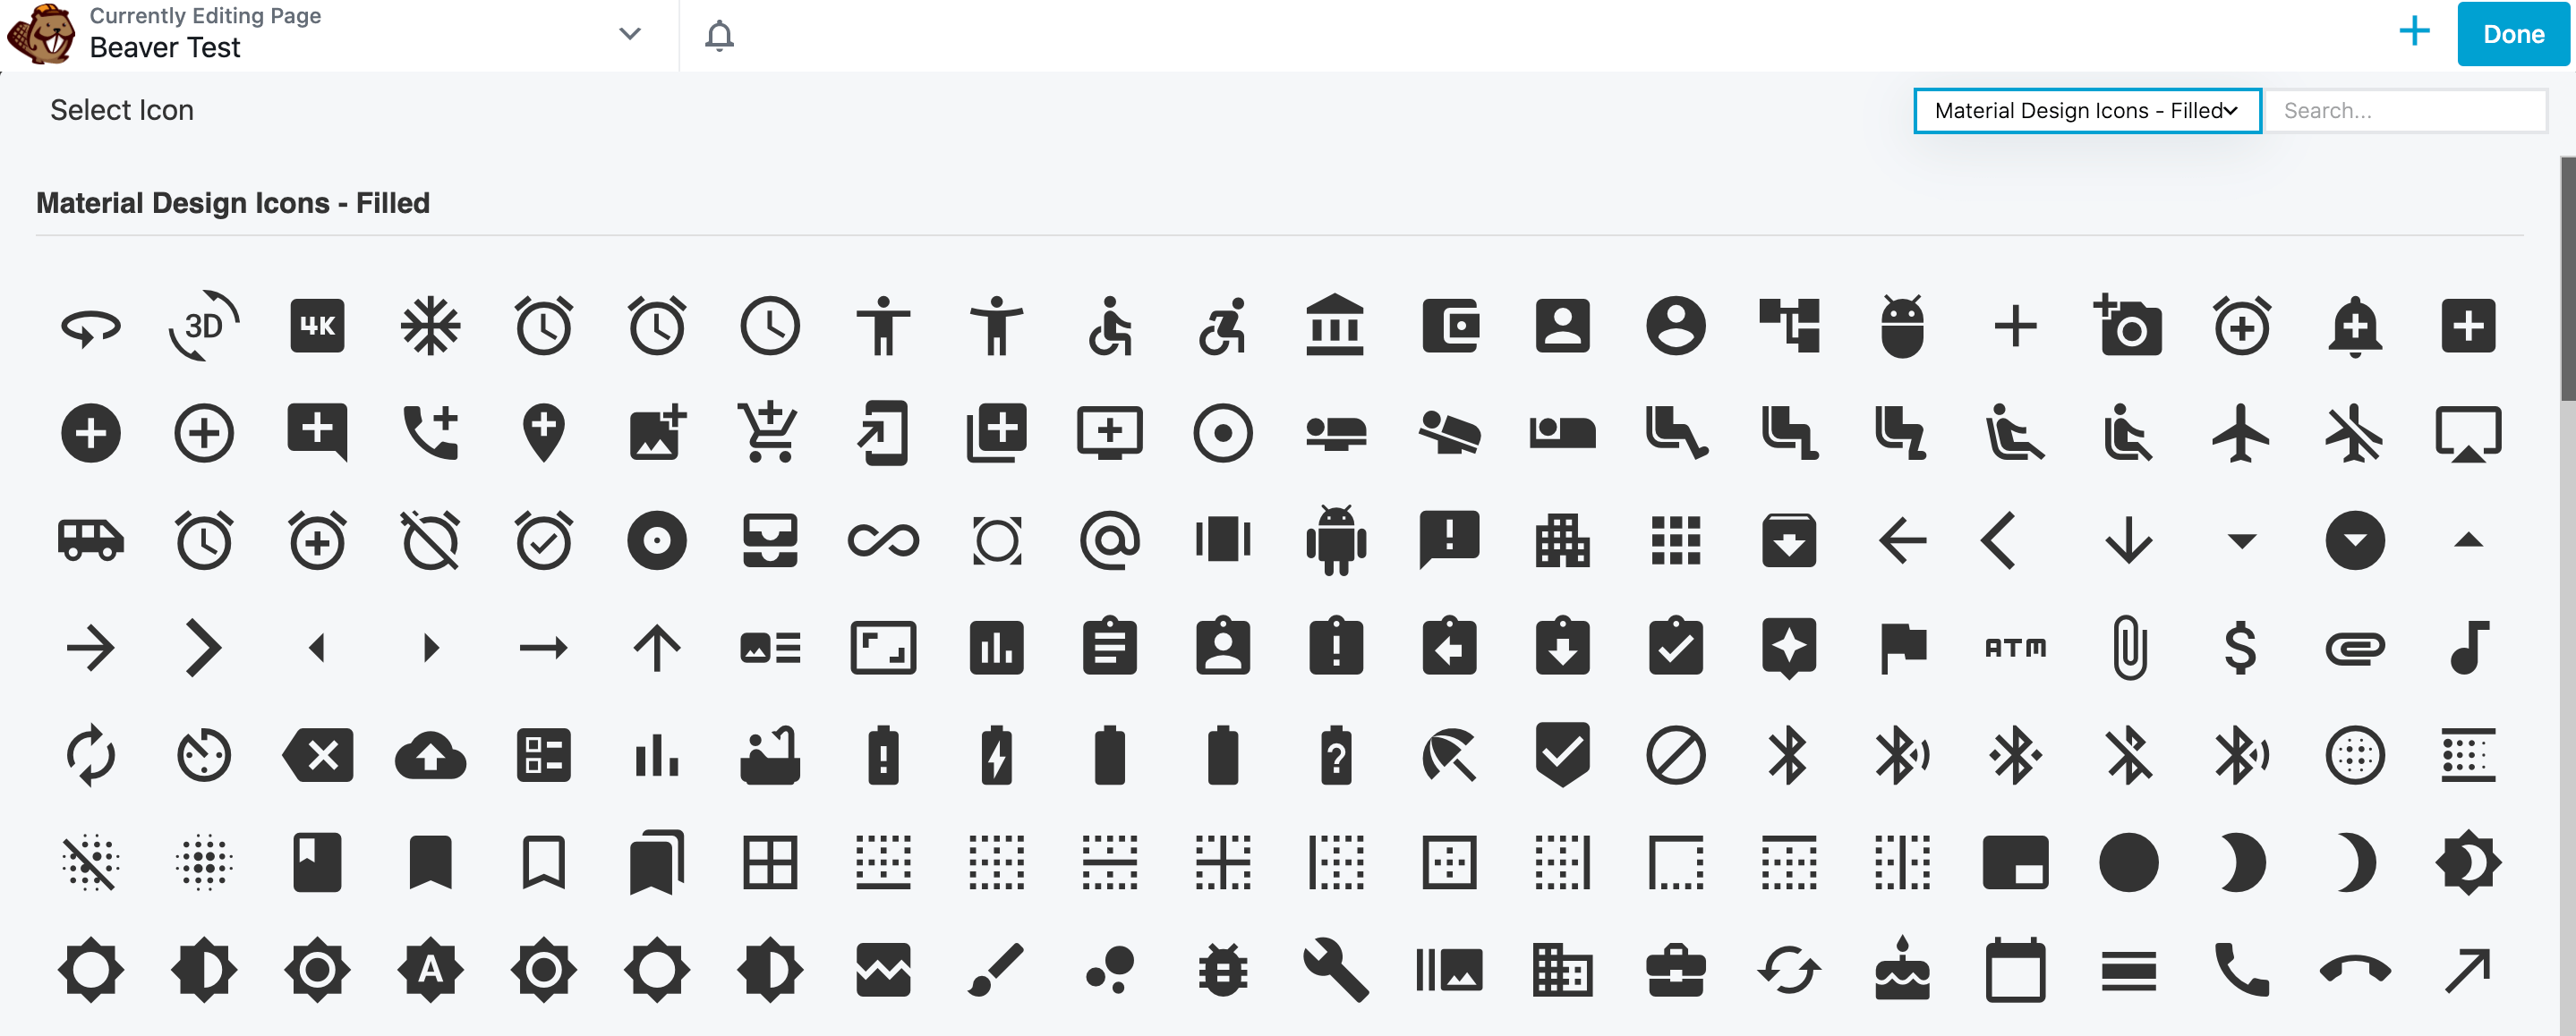 Currently Editing Page
Beaver Test
Done
Select Icon
Material Design Icons - Filled
Search...
Material Design Icons - Filled
3D
4K
ATM
A